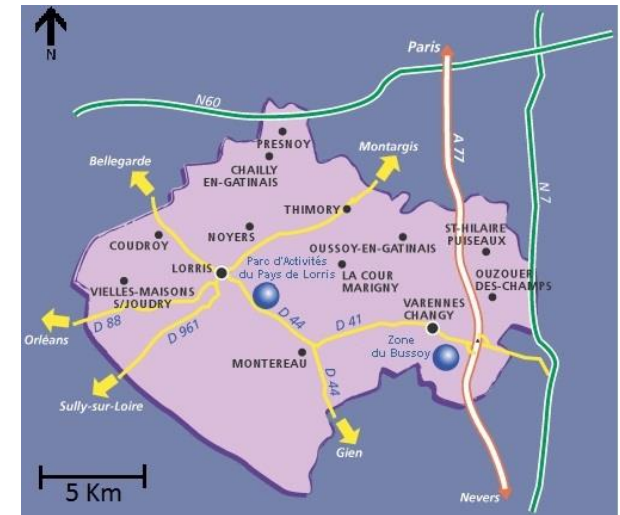 N
Paris
N60
A 77
N 7
PRESNOY
Montargis
Bellegarde
CHAILLY
EN-GATINAIS
THIMORY
NOYERS
COUDROY
OUSSOY-EN-GATINAIS
ST-HILAIRE
PUISEAUX
LORRIS
Parc d'Activités
du Pays de Lorris
LA COUR
MARIGNY
OUZOUER
DES-CHAMPS
VIELLES-MAISONS
S/JOUDRY
VARENNES
CHANGY
D 88
D 961
D 44
D 41
Orléans
Zone
du Bussoy
MONTEREAU
D 44
Sully-sur-Loire
Gien
5 Km
Nevers